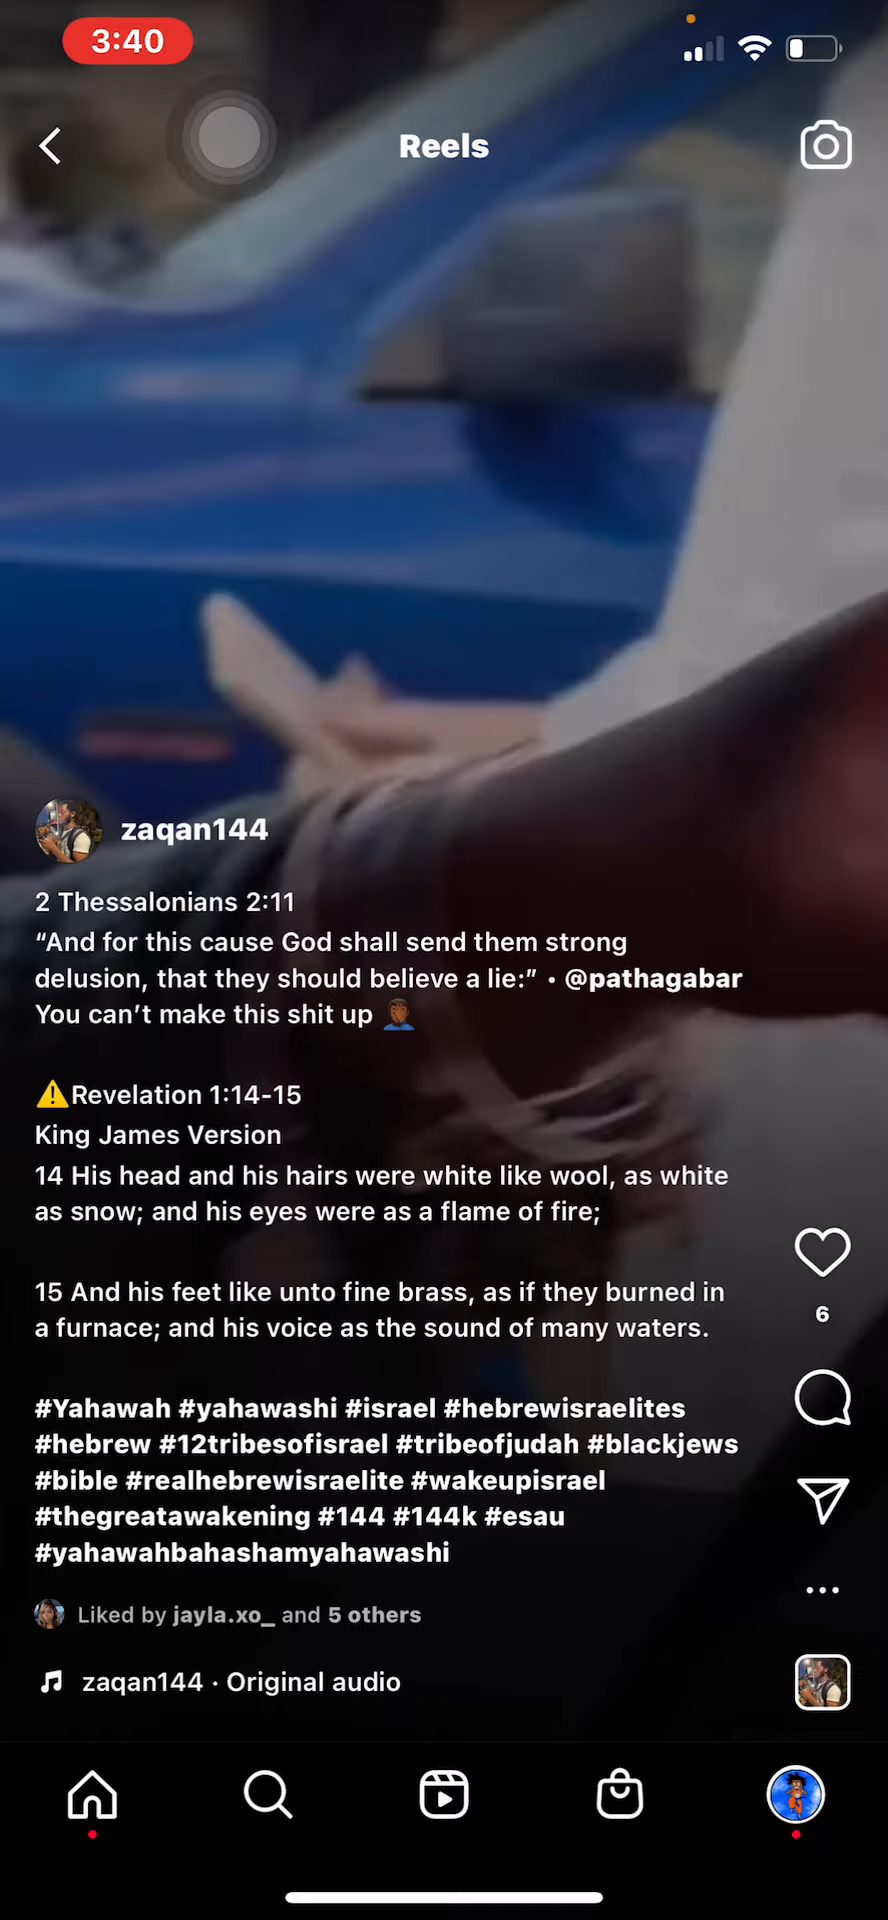 3:40
Reels
zaqan144
2 Thessalonians 2:11
“And for this cause God shall send them strong
delusion, that they should believe a lie:” • @pathagabar
You can’t make this shit up 🤦🏾‍♂️
⚠️Revelation 1:14-15
King James Version
14 His head and his hairs were white like wool, as white
as snow; and his eyes were as a flame of fire;
15 And his feet like unto fine brass, as if they burned in
a furnace; and his voice as the sound of many waters.
6
#Yahawah #yahawashi #israel #hebrewisraelites
#hebrew #12tribesofisrael #tribeofjudah #blackjews
#bible #realhebrewisraelite #wakeupisrael
#thegreatawakening #144 #144k #esau
#yahawahbahashamyahawashi
Liked by jayla.xo_ and 5 others
zaqan144 · Original audio